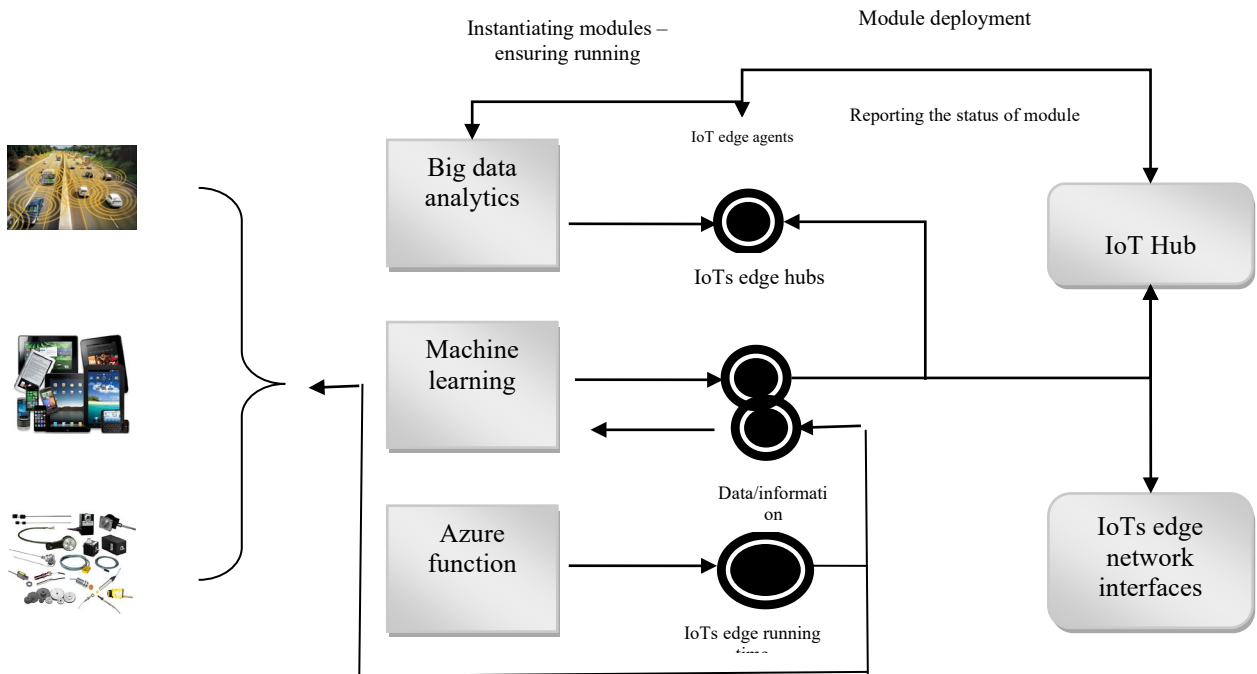 Module deployment
Instantiating modules –
ensuring running
Reporting the status of module
IoT edge agents
Big data
analytics
IoT Hub
IoTs edge hubs
Machine
learning
Data/informati
on
Azure
function
IoTs edge
network
interfaces
IoTs edge running
time